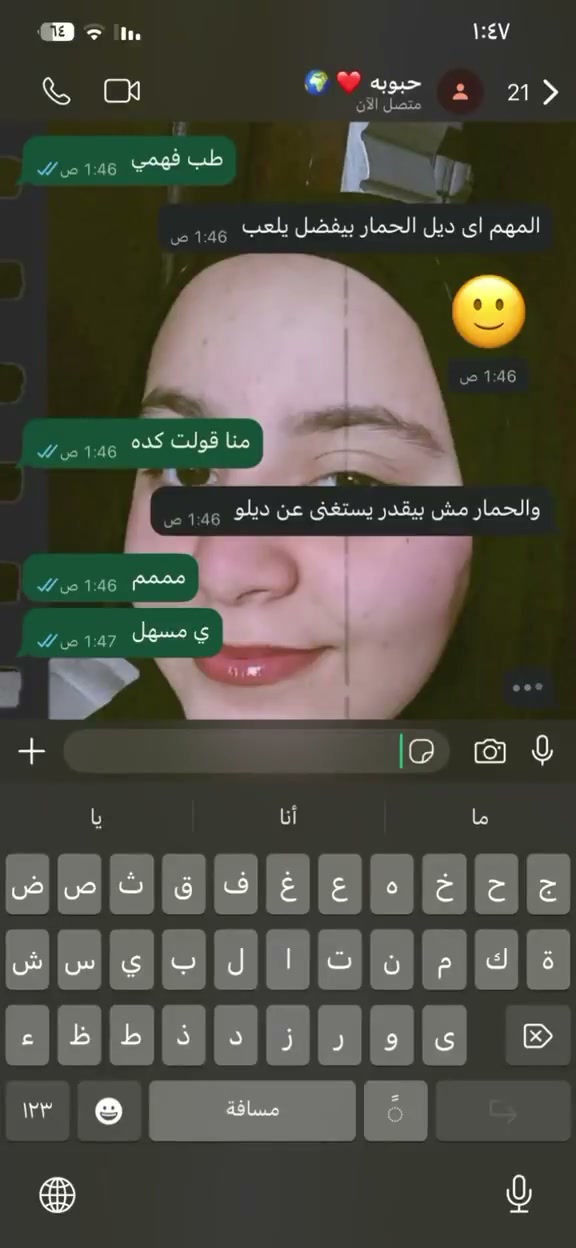 ١:٤٧
٦٤
21
حبوبه ❤️ 🌍
متصل الآن
طب فهمي 1:46 ص
المهم اى ديل الحمار بيفضل يلعب 1:46 ص
🙂
1:46 ص
منا قولت كده 1:46 ص
والحمار مش بيقدر يستغنى عن ديلو 1:46 ص
مممم 1:46 ص
ي مسهل 1:47 ص
ما أنا يا
ج ح خ ه ع غ ف ق ث ص ض
ة ك م ن ت ا ل ب ي س ش
ى و ر ز د ذ ط ظ ء
مسافة ١٢٣